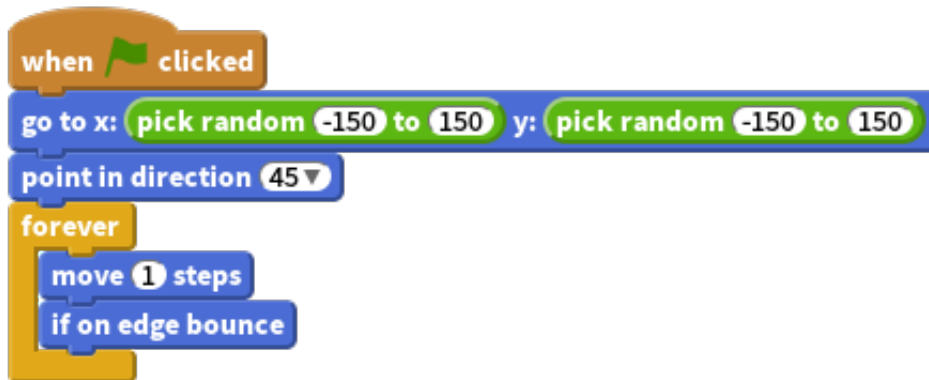 when clicked
go to x: pick random -150 to 150 y: pick random -150 to 150
point in direction 45
forever
move 1 steps
if on edge bounce